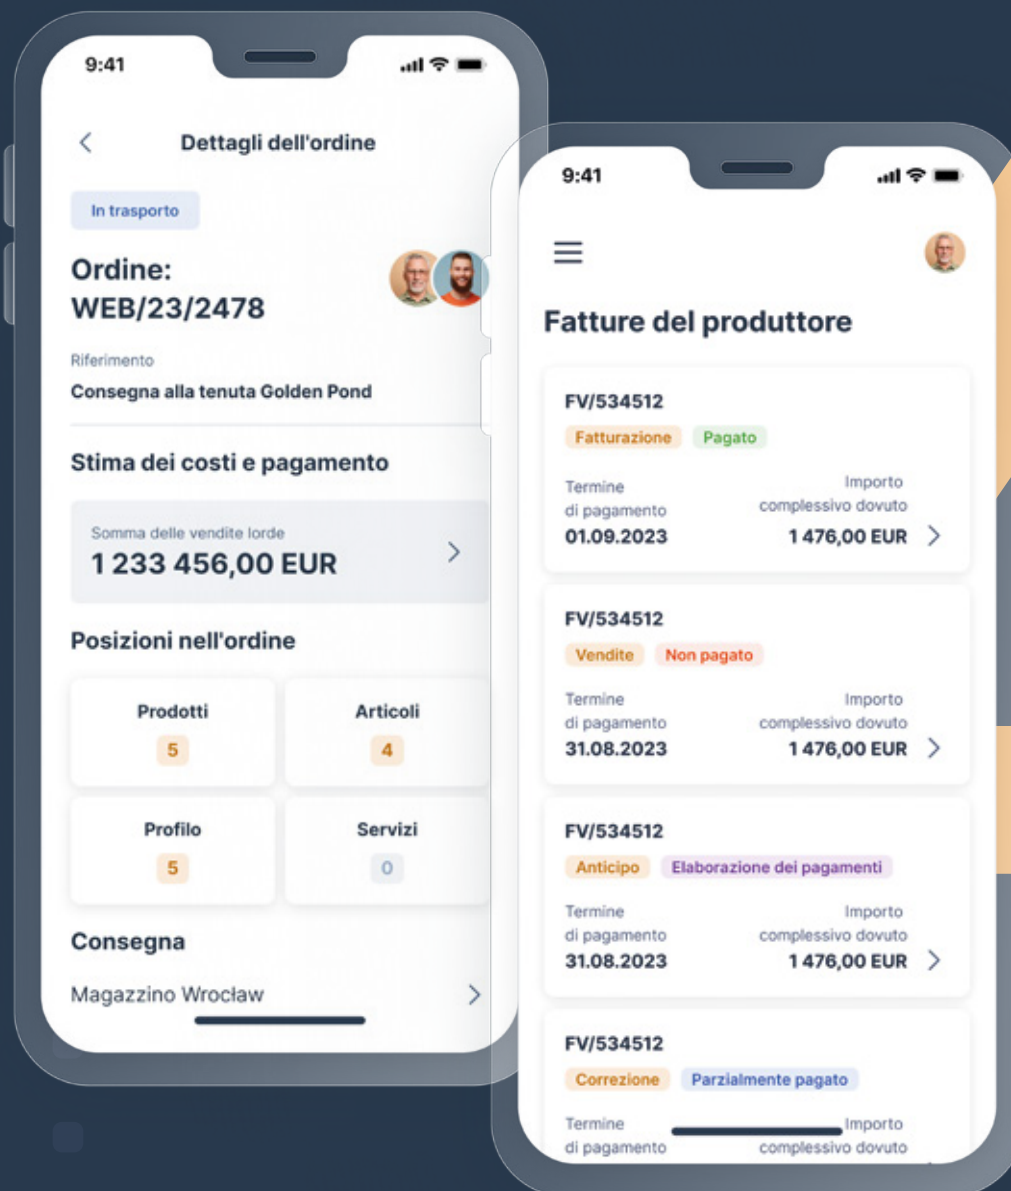 9:41
Dettagli dell'ordine
In trasporto
Ordine:
WEB/23/2478
Riferimento
Consegna alla tenuta Golden Pond
Stima dei costi e pagamento
Somma delle vendite lorde
1 233 456,00 EUR
Posizioni nell'ordine
Prodotti
5
Articoli
4
Profilo
5
Servizi
0
Consegna
Magazzino Wrocław
9:41
Fatture del produttore
FV/534512
Fatturazione Pagato
Termine
di pagamento
01.09.2023
Importo
complessivo dovuto
1 476,00 EUR
FV/534512
Vendite Non pagato
Termine
di pagamento
31.08.2023
Importo
complessivo dovuto
1 476,00 EUR
FV/534512
Anticipo Elaborazione dei pagamenti
Termine
di pagamento
31.08.2023
Importo
complessivo dovuto
1 476,00 EUR
FV/534512
Correzione Parzialmente pagato
Termine
di pagamento
Importo
complessivo dovuto